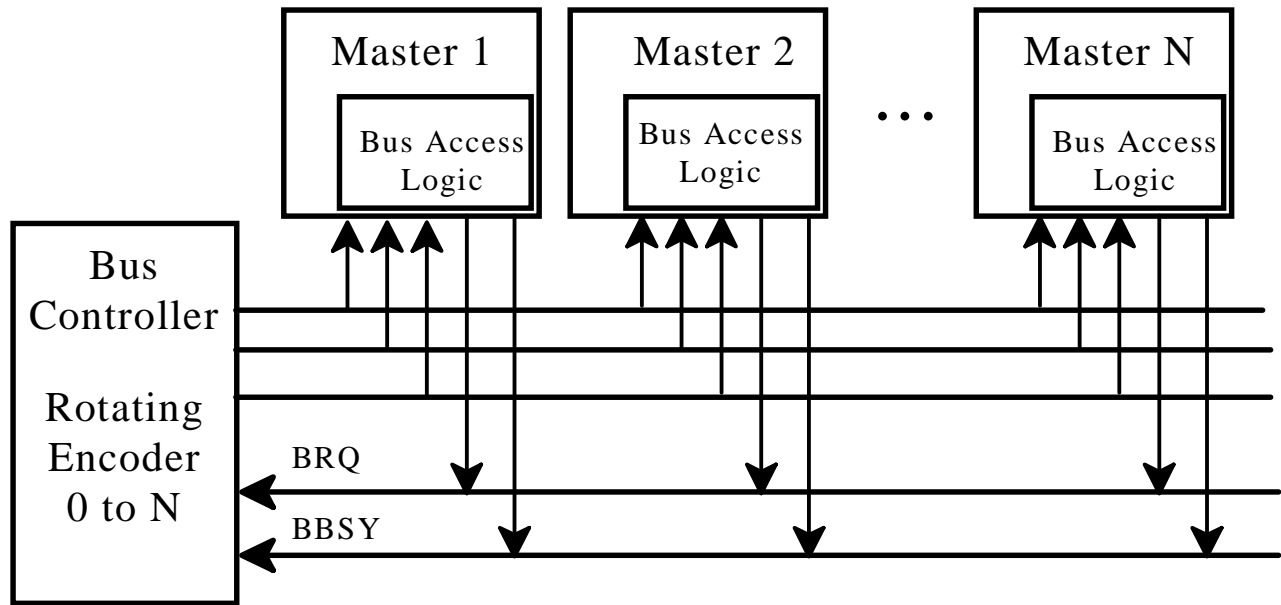 Master 1
Bus Access
Logic
Master 2
Bus Access
Logic
...
Master N
Bus Access
Logic
Bus
Controller
Rotating
Encoder
0 to N
BRQ
BBSY